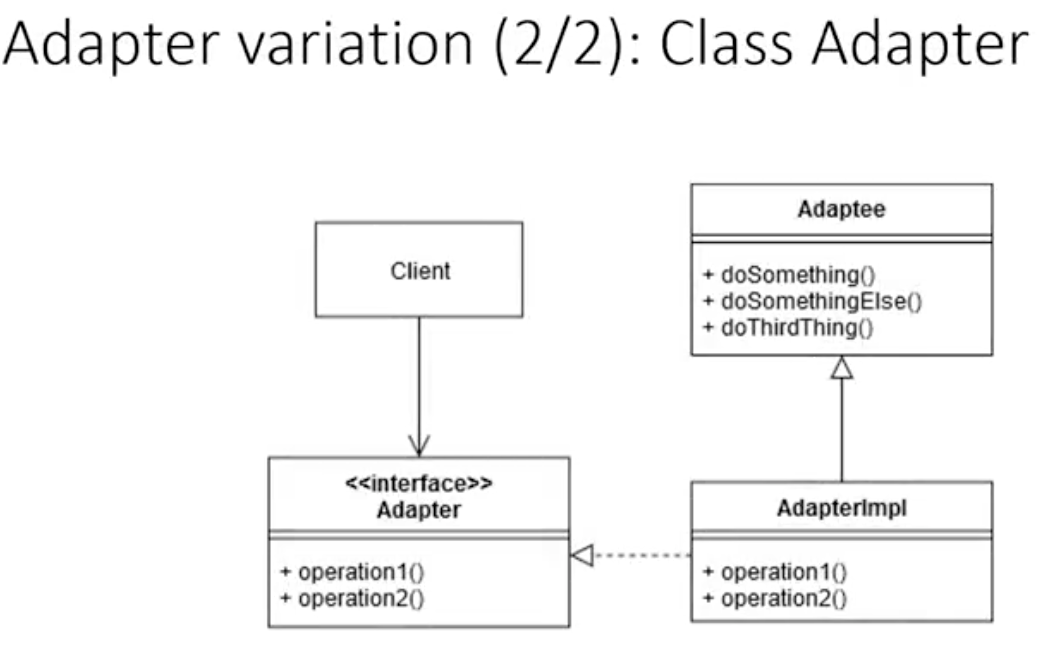 Adapter variation (2/2): Class Adapter
Client
Adaptee
+ doSomething()
+ doSomethingElse()
+ doThirdThing()
<<interface>>
Adapter
+ operation1()
+ operation2()
AdapterImpl
+ operation1()
+ operation2()